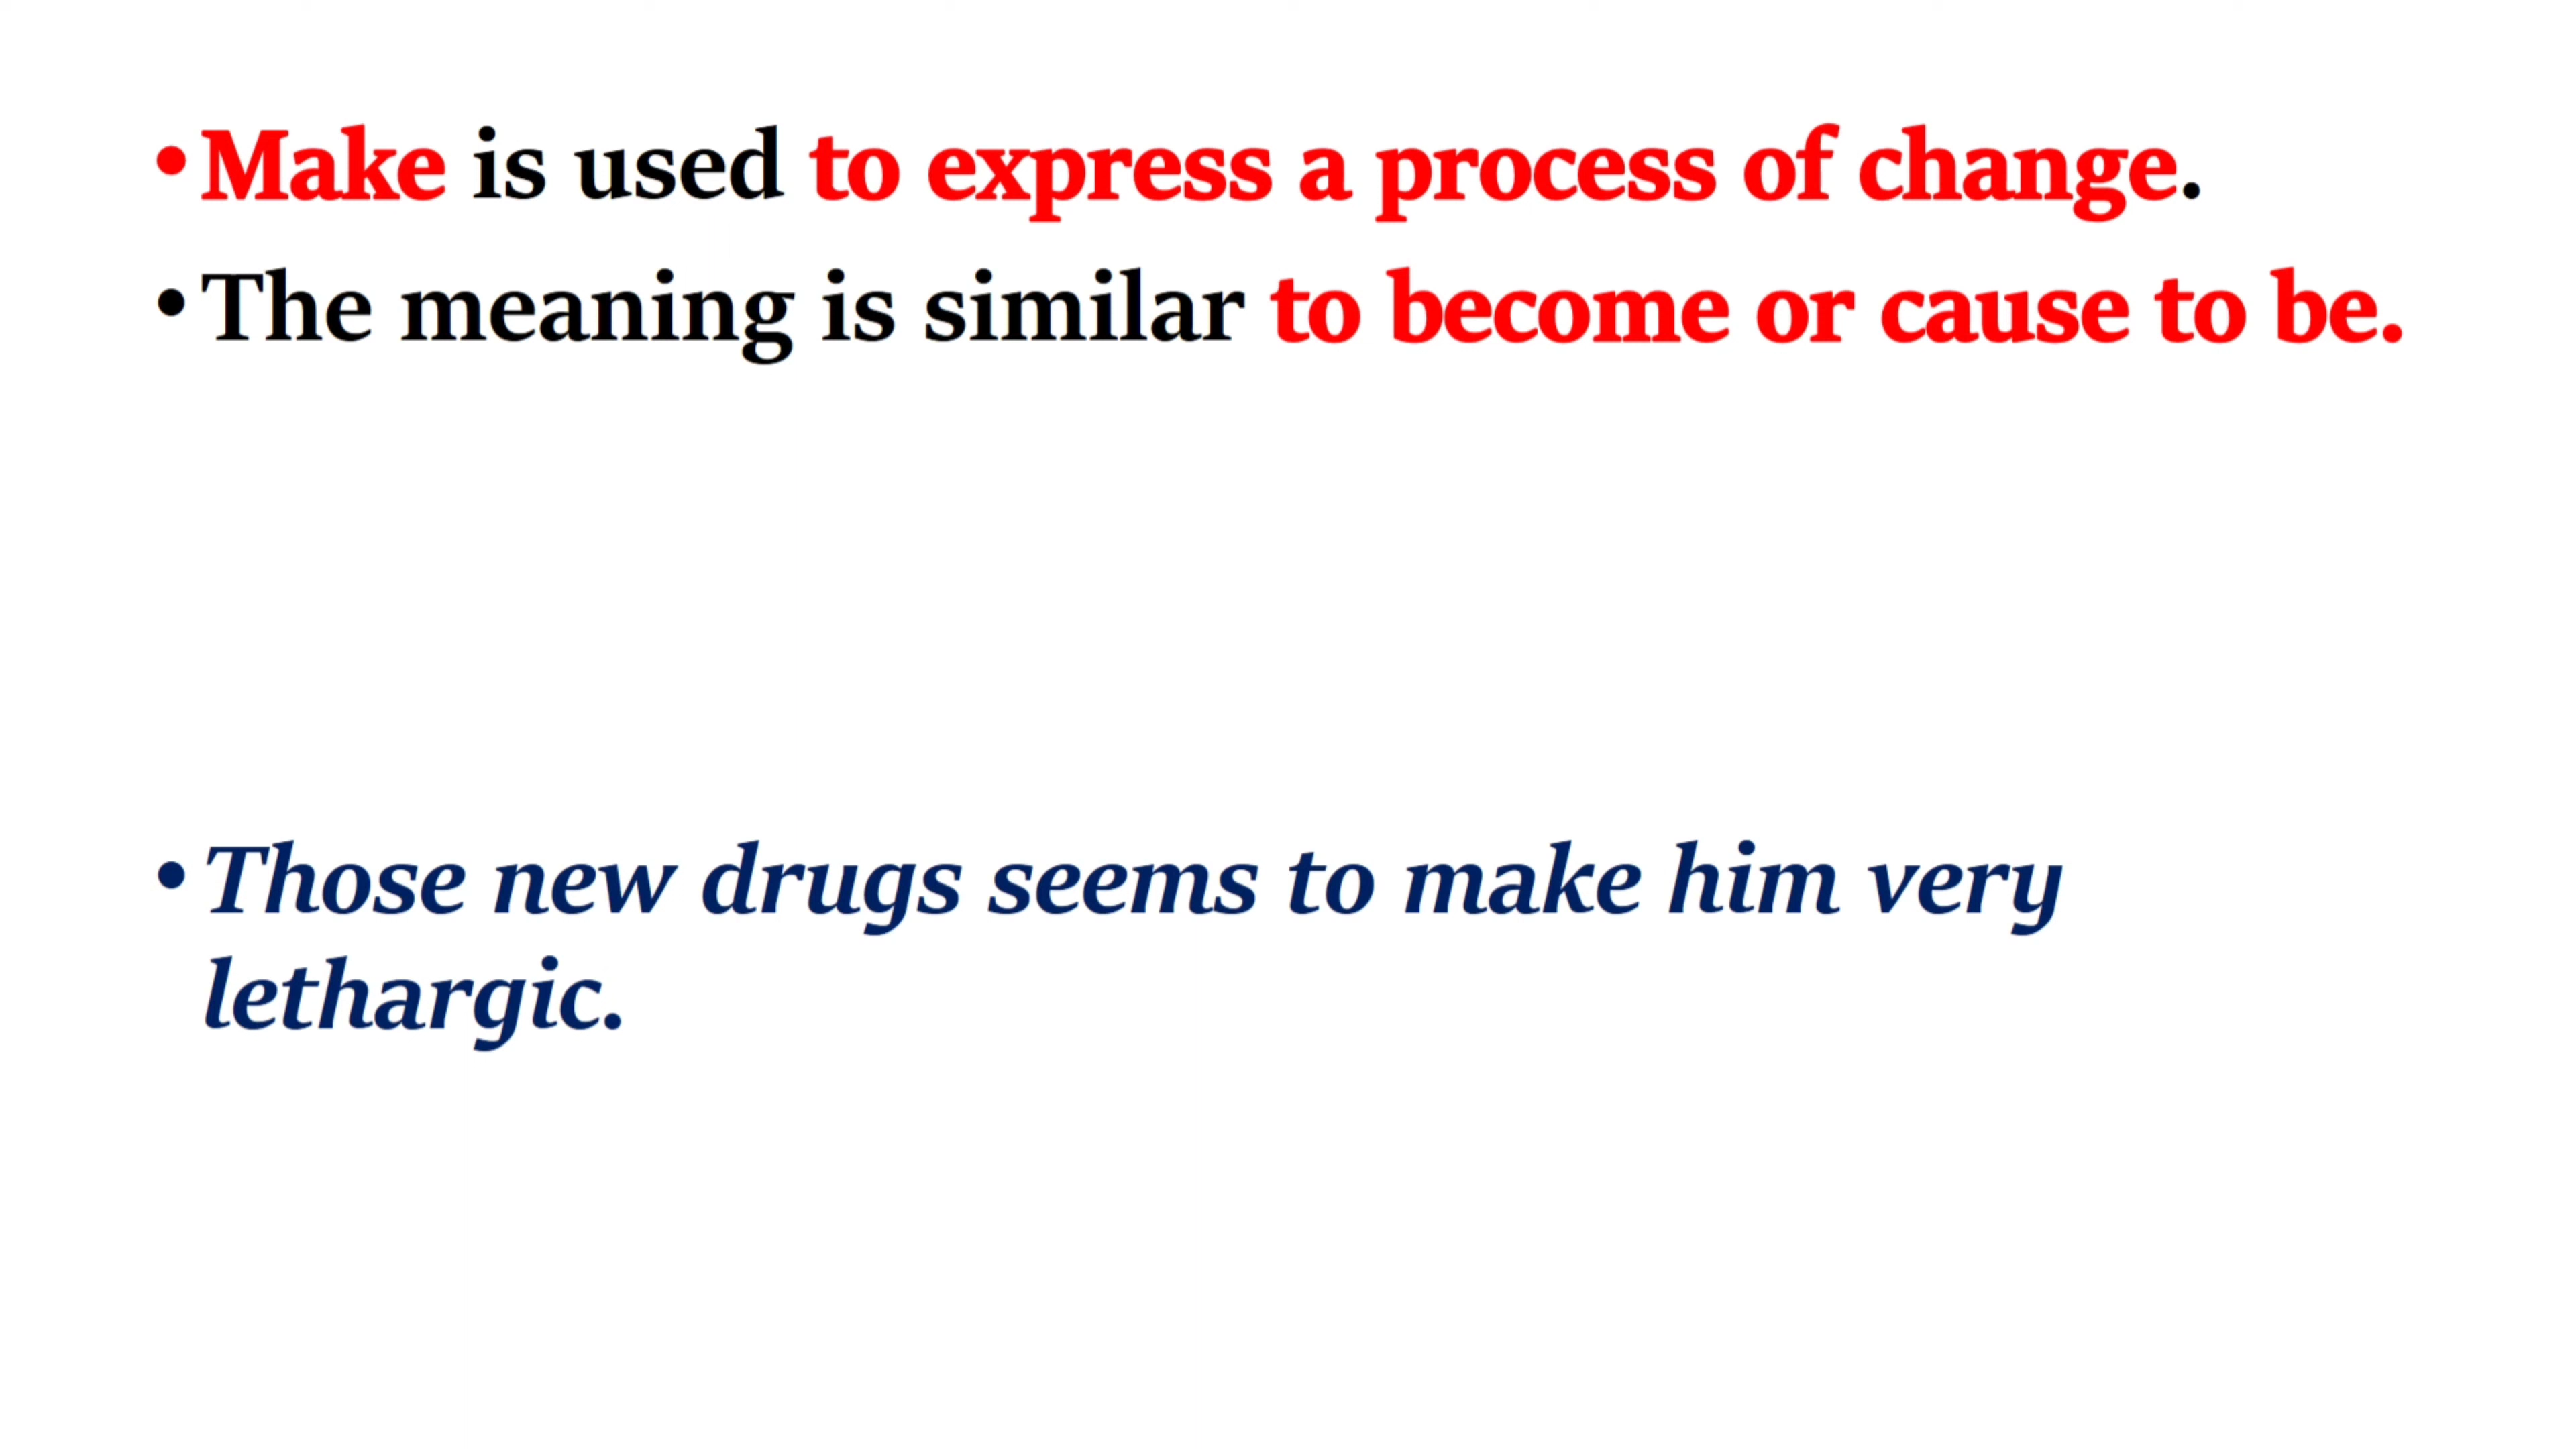 •Make is used to express a process of change.
•The meaning is similar to become or cause to be.
•Those new drugs seems to make him very
lethargic.